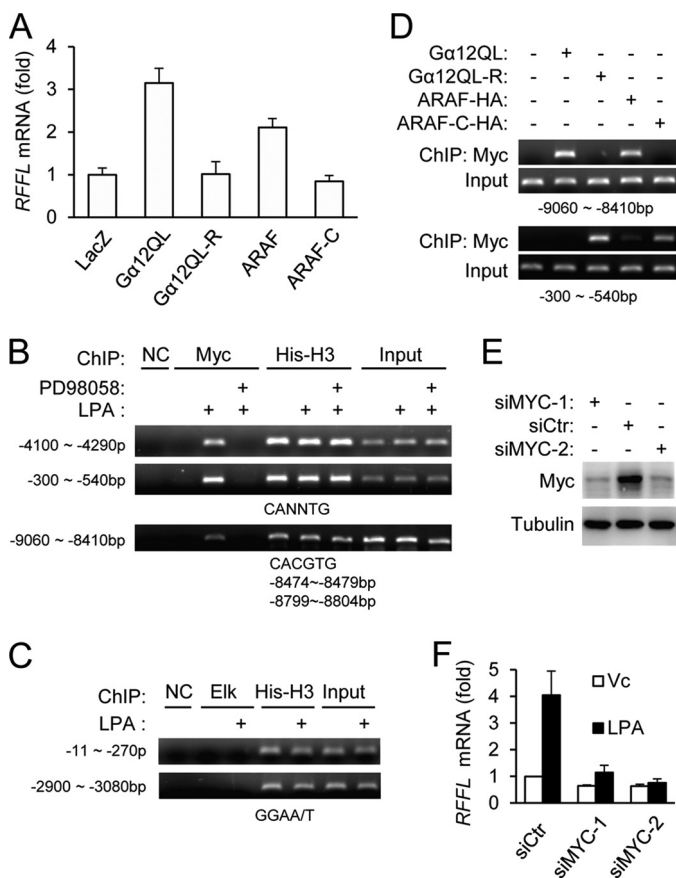 A
RFFL mRNA (fold)
4
3
2
1
0
LacZ
Gα12QL
Gα12QL-R
ARAF
ARAF-C
B
ChIP: NC Myc His-H3 Input
PD98058 + + +
LPA : + + + + + +
-4100 ~ -4290p
-300 ~ -540bp
CANNTG
-9060 ~ -8410bp
CACGTG
-8474~-8479bp
-8799~-8804bp
C
ChIP: NC Elk His-H3 Input
LPA : + + +
-11 ~ -270p
-2900 ~ -3080bp
GGAA/T
D
Gα12QL: - + - - -
Gα12QL-R: - - + - -
ARAF-HA: - - - + -
ARAF-C-HA: - - - - +
ChIP: Myc
Input
-9060 ~ -8410bp
ChIP: Myc
Input
-300 ~ -540bp
E
siMYC-1: + - -
siCtr: - + -
siMYC-2: - - +
Myc
Tubulin
F
RFFL mRNA (fold)
5
4
3
2
1
0
Vc
LPA
siCtr
siMYC-1
siMYC-2